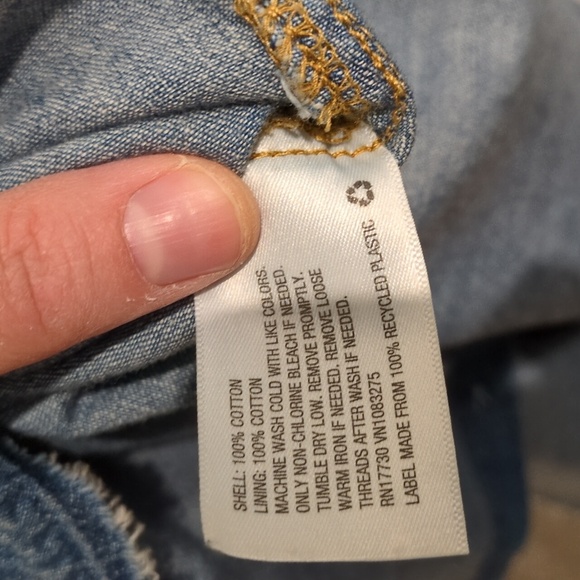 SHELL: 100% COTTON
LINING: 100% COTTON
MACHINE WASH COLD WITH LIKE COLORS.
ONLY NON-CHLORINE BLEACH IF NEEDED.
TUMBLE DRY LOW. REMOVE PROMPTLY.
WARM IRON IF NEEDED. REMOVE LOOSE
THREADS AFTER WASH IF NEEDED.
RN17730 VN1083275
LABEL MADE FROM 100% RECYCLED PLASTIC